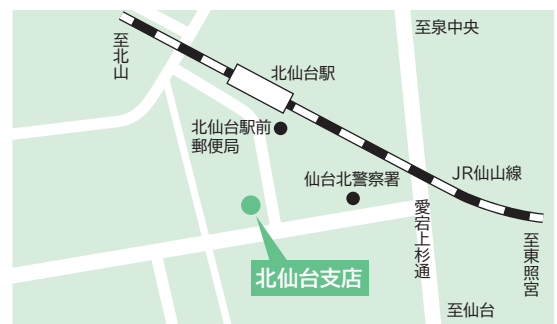 至泉中央
至北山
北仙台駅
北仙台駅前
郵便局
仙台北警察署
JR仙山線
愛宕上杉通
至東照宮
北仙台支店
至仙台